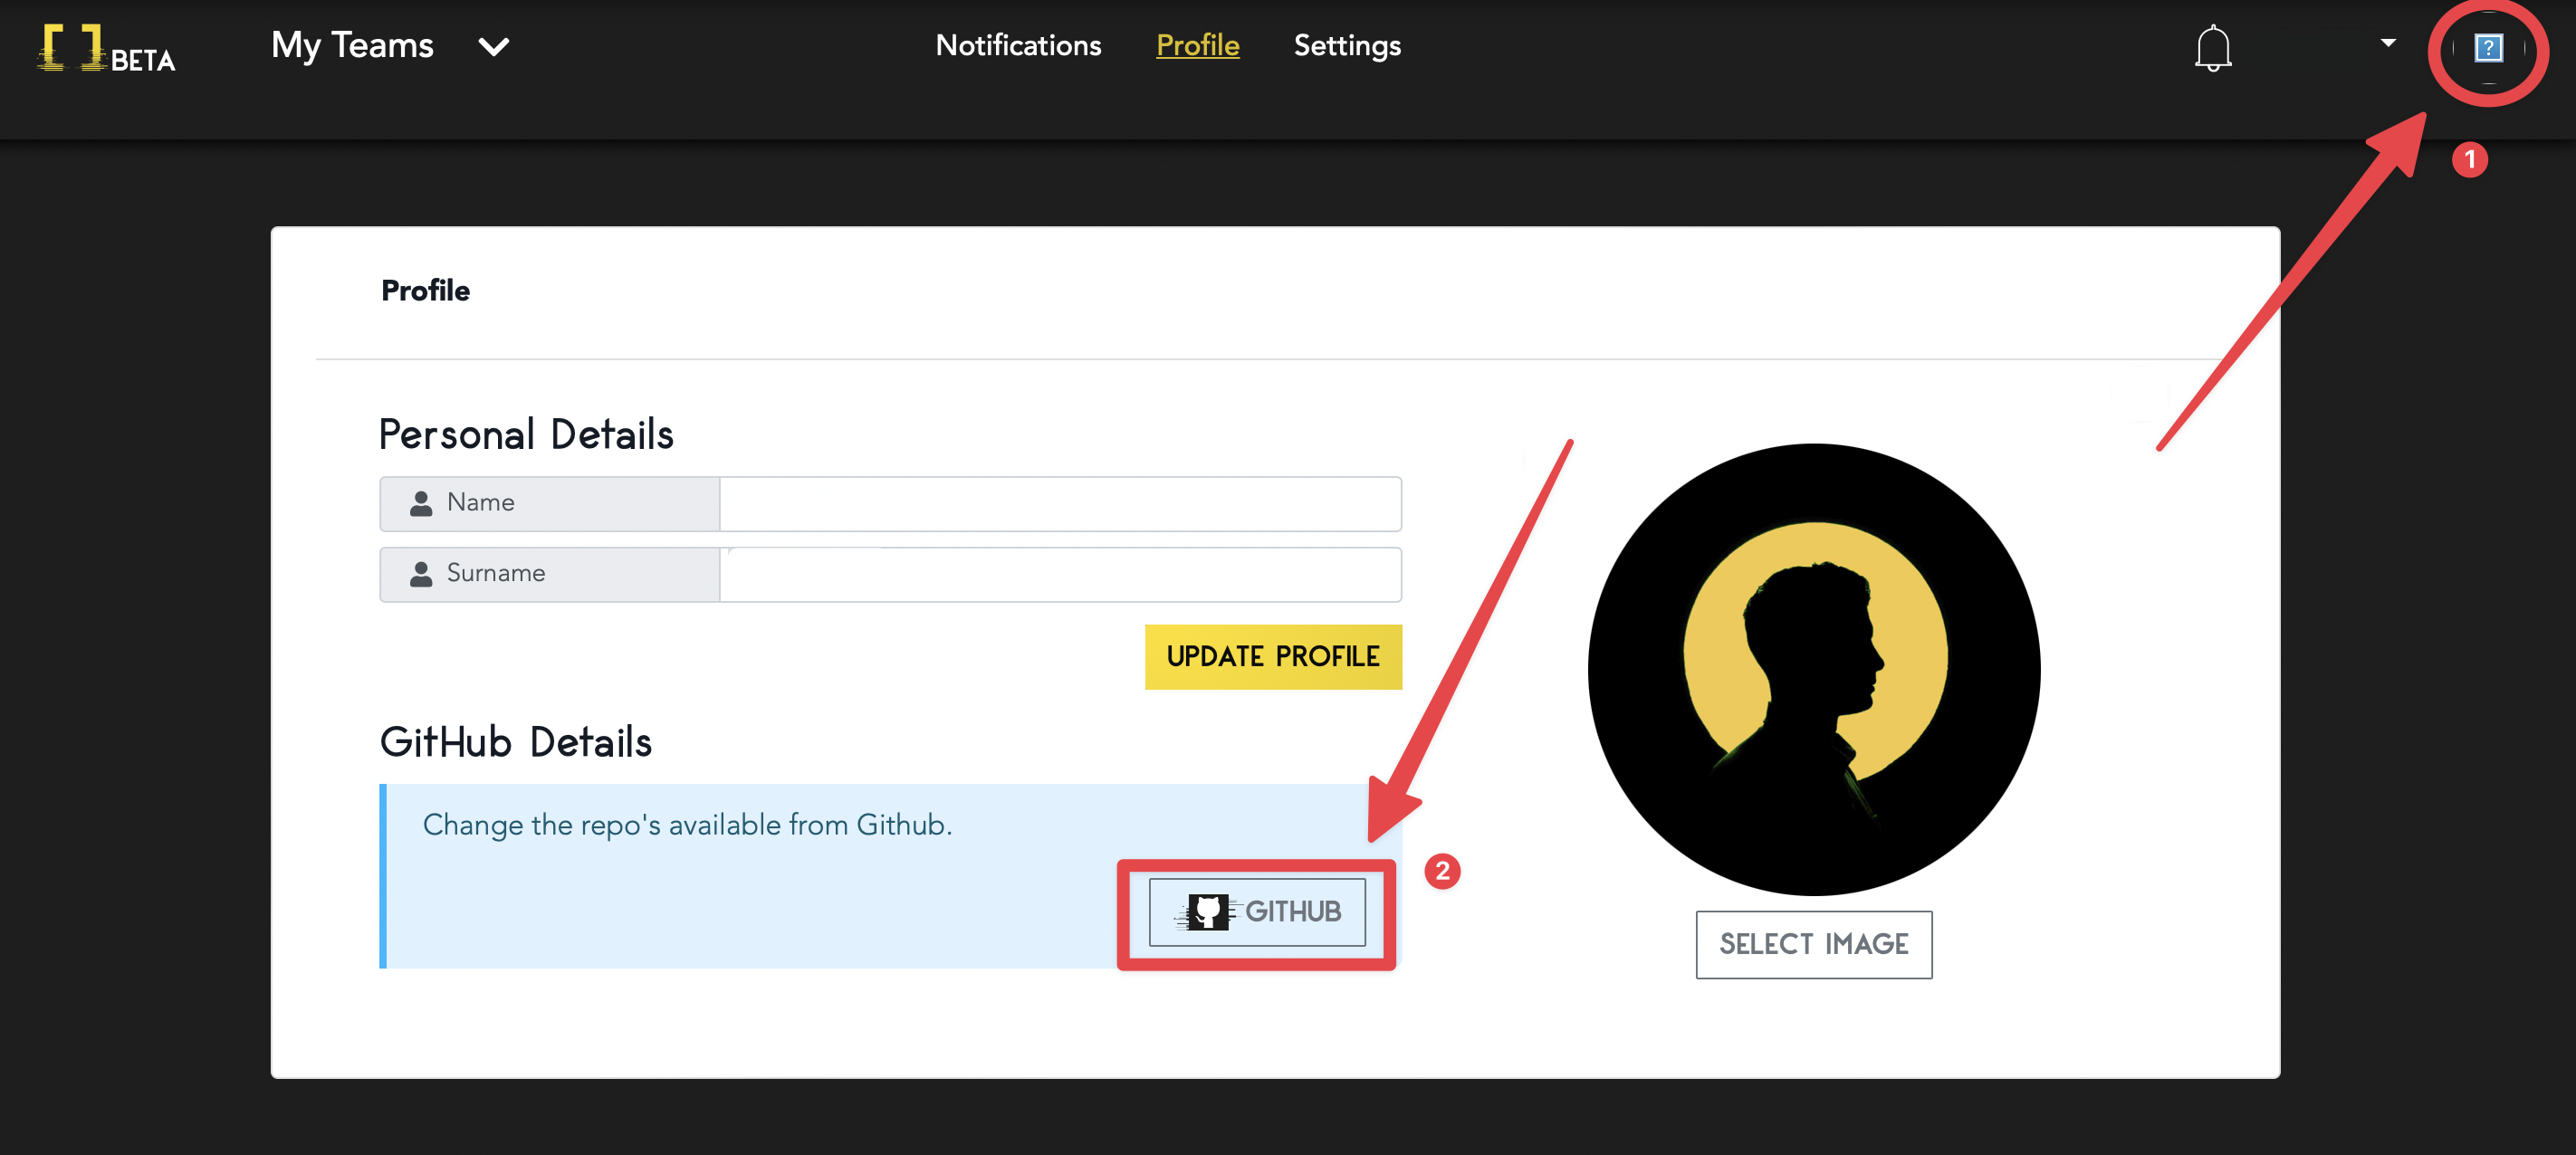 [ ] BETA
My Teams
Notifications
Profile
Settings
?
1
Profile
Personal Details
Name
Surname
UPDATE PROFILE
GitHub Details
Change the repo's available from Github.
GITHUB
2
SELECT IMAGE